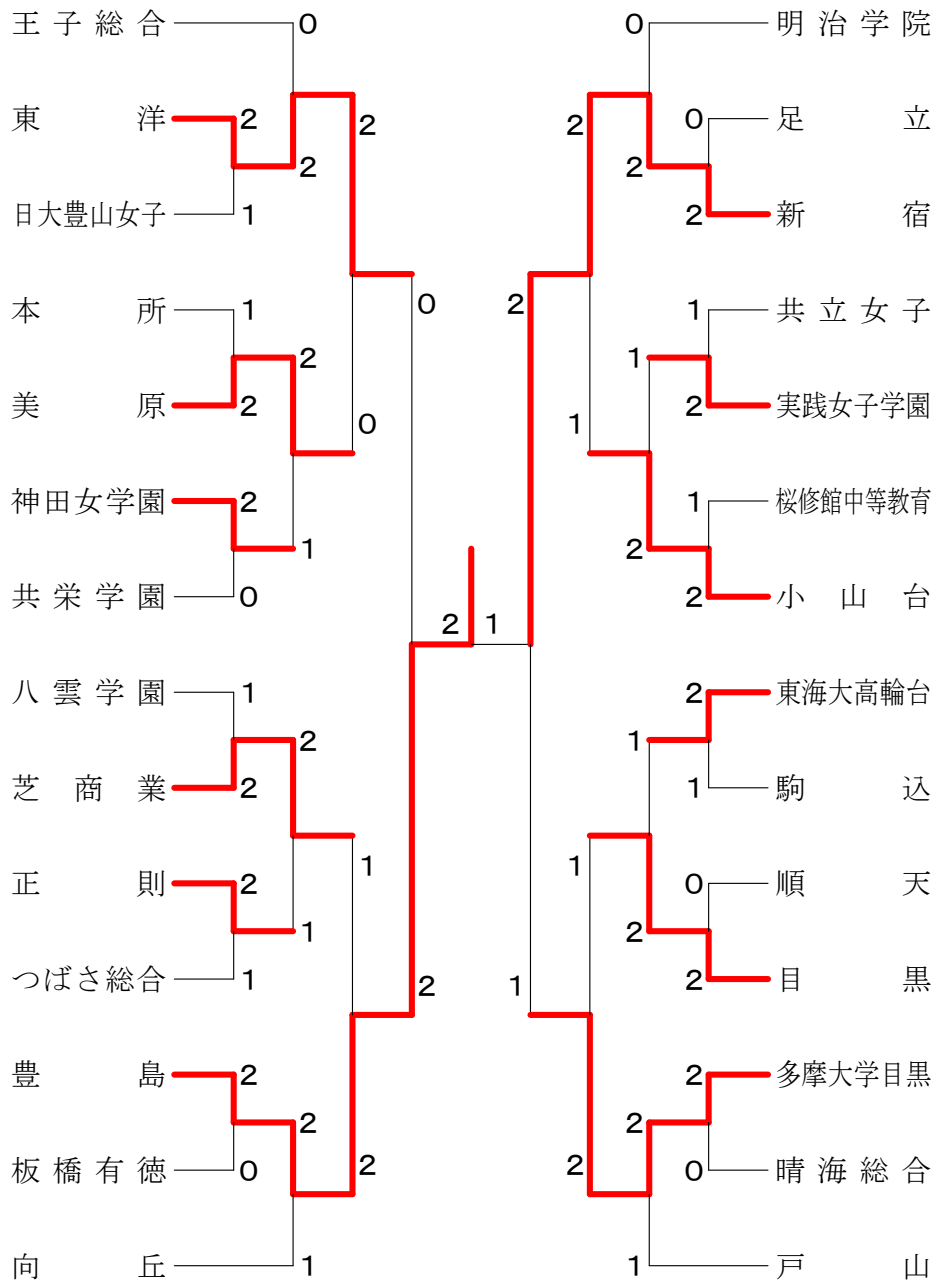 王子総合 0 0 明治学院
東洋 2 2 2 0 足立
2 2
日大豊山女子 1 2 新宿
本所 1 0 2 1 共立女子
2 1
美原 2 0 1 2 実践女子学園
神田女学園 2 1 桜修館中等教育
1 2
共栄学園 0 2 小山台
2 1
八雲学園 1 2 東海大高輪台
2 1
芝商業 2 1 駒込
1 1
正則 2 0 順天
1 2
つばさ総合 1 2 1 2 目黒
豊島 2 2 多摩大学目黒
2 2
板橋有徳 0 2 2 0 晴海総合
向丘 1 1 戸山